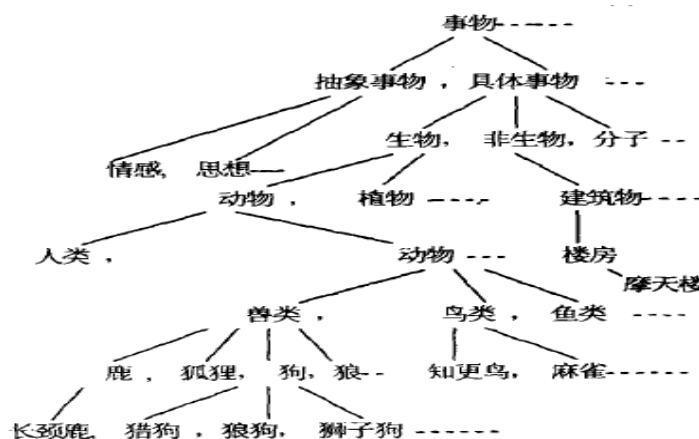 事物------
抽象事物，具体事物 ---
生物，非生物，分子 --
情感，思想---
动物，植物 ----- 建筑物----
人类，动物 --- 楼房
摩天楼
兽类，鸟类，鱼类 ----
鹿，狐狸，狗，狼-- 知更鸟，麻雀------
长颈鹿，猎狗，狼狗，狮子狗 ------